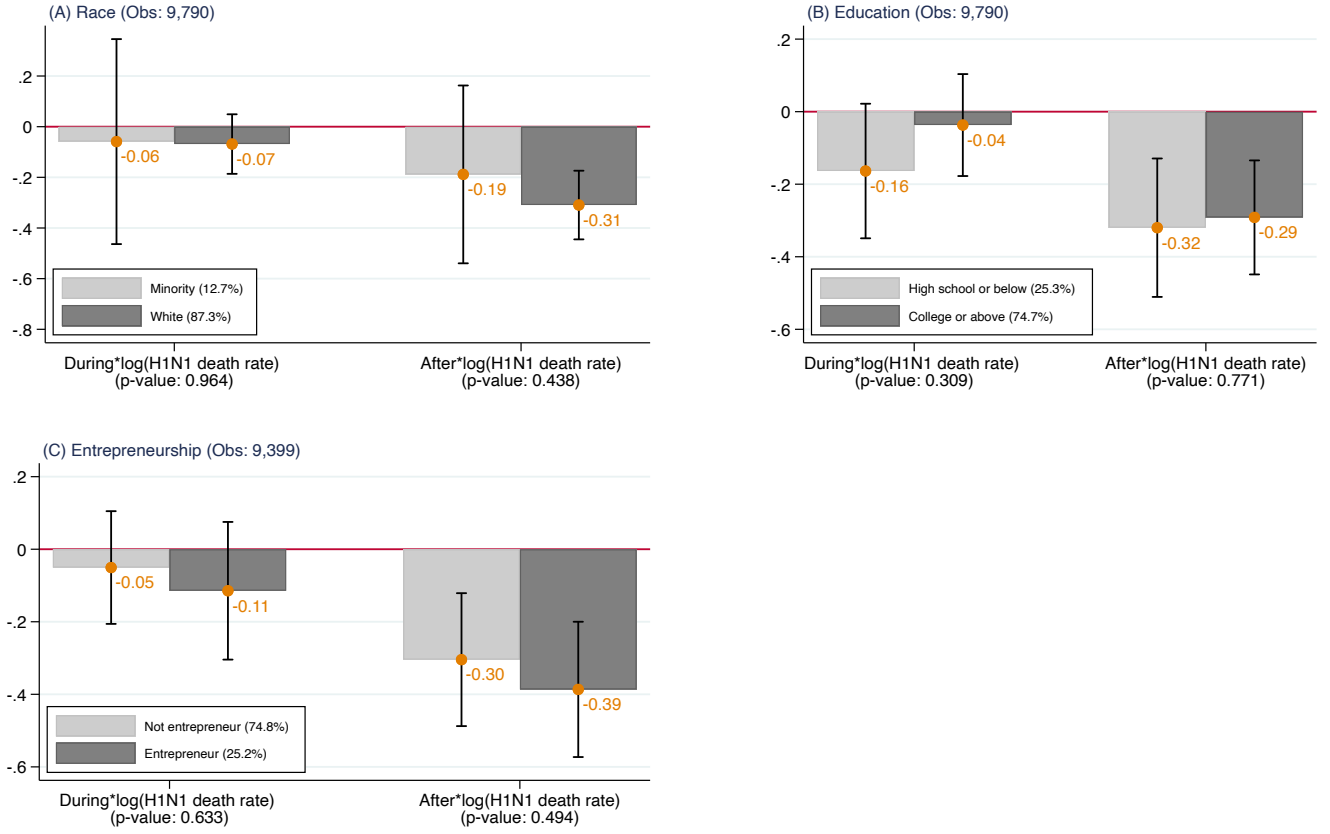 (A) Race (Obs: 9,790)
.2
0
-.2
-.4
-.6
-.8
-0.06
-0.07
-0.19
-0.31
Minority (12.7%)
White (87.3%)
During*log(H1N1 death rate)
(p-value: 0.964)
After*log(H1N1 death rate)
(p-value: 0.438)
(B) Education (Obs: 9,790)
.2
0
-.2
-.4
-.6
-0.16
-0.04
-0.32
-0.29
High school or below (25.3%)
College or above (74.7%)
During*log(H1N1 death rate)
(p-value: 0.309)
After*log(H1N1 death rate)
(p-value: 0.771)
(C) Entrepreneurship (Obs: 9,399)
.2
0
-.2
-.4
-.6
-0.05
-0.11
-0.30
-0.39
Not entrepreneur (74.8%)
Entrepreneur (25.2%)
During*log(H1N1 death rate)
(p-value: 0.633)
After*log(H1N1 death rate)
(p-value: 0.494)